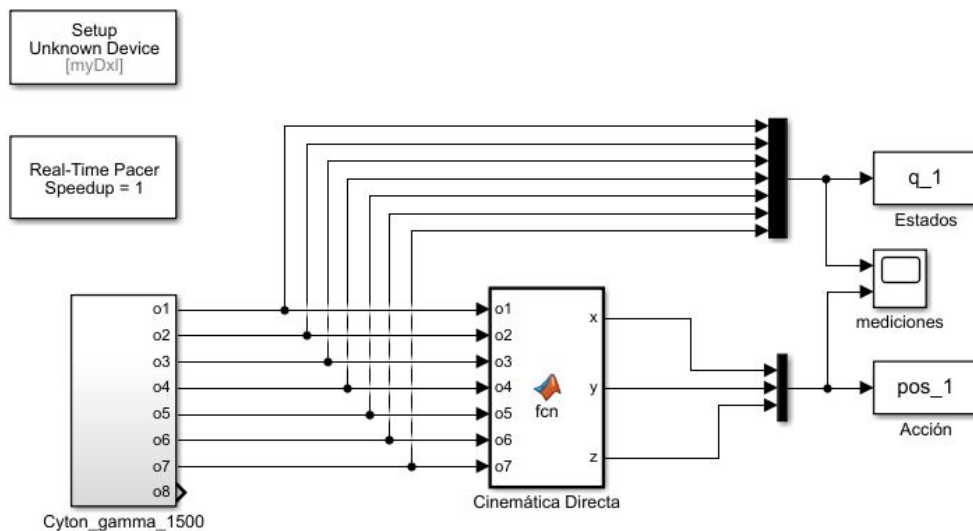 Setup
Unknown Device
[myDxl]
Real-Time Pacer
Speedup = 1
q_1
Estados
mediciones
pos_1
Acción
o1
o2
o3
o4
o5
o6
o7
o8
Cyton_gamma_1500
o1
o2
o3
o4
o5
o6
o7
fcn
x
y
z
Cinemática Directa